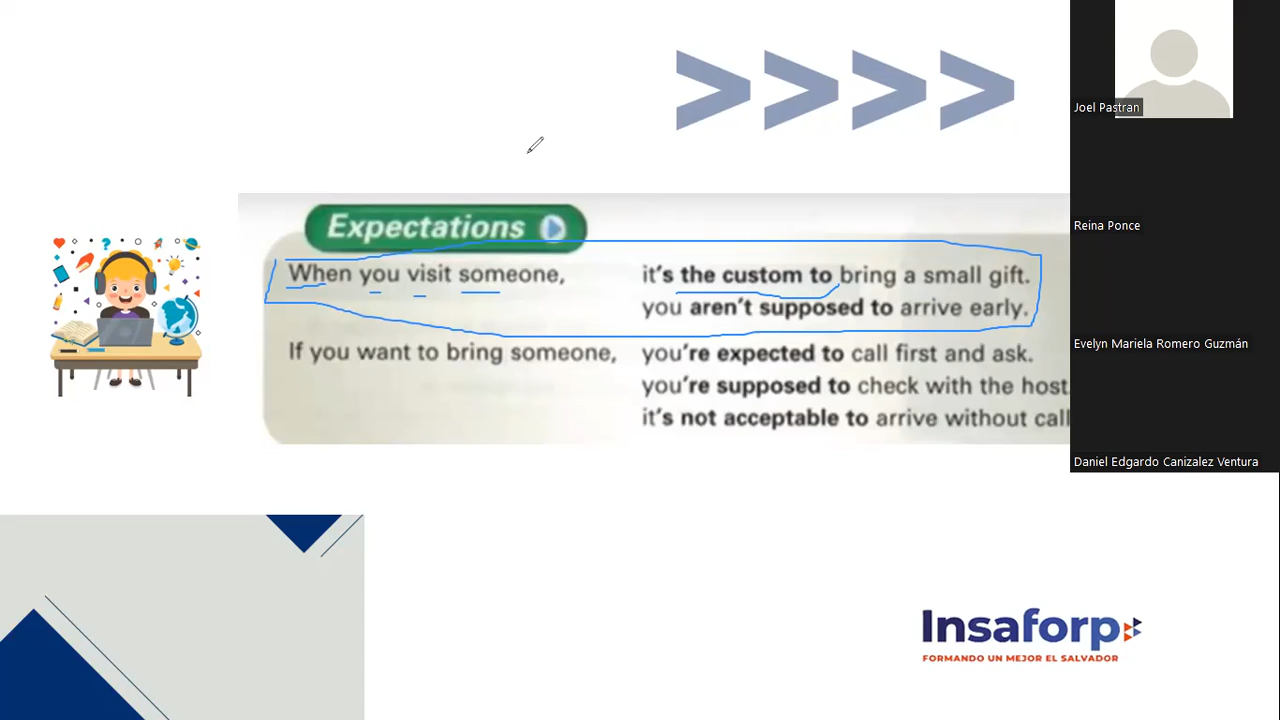 Joel Pastran
Reina Ponce
Evelyn Mariela Romero Guzmán
Daniel Edgardo Canizalez Ventura
Expectations
When you visit someone, it's the custom to bring a small gift.
you aren't supposed to arrive early.
If you want to bring someone, you're expected to call first and ask.
you're supposed to check with the host.
it's not acceptable to arrive without call
Insaforp
FORMANDO UN MEJOR EL SALVADOR